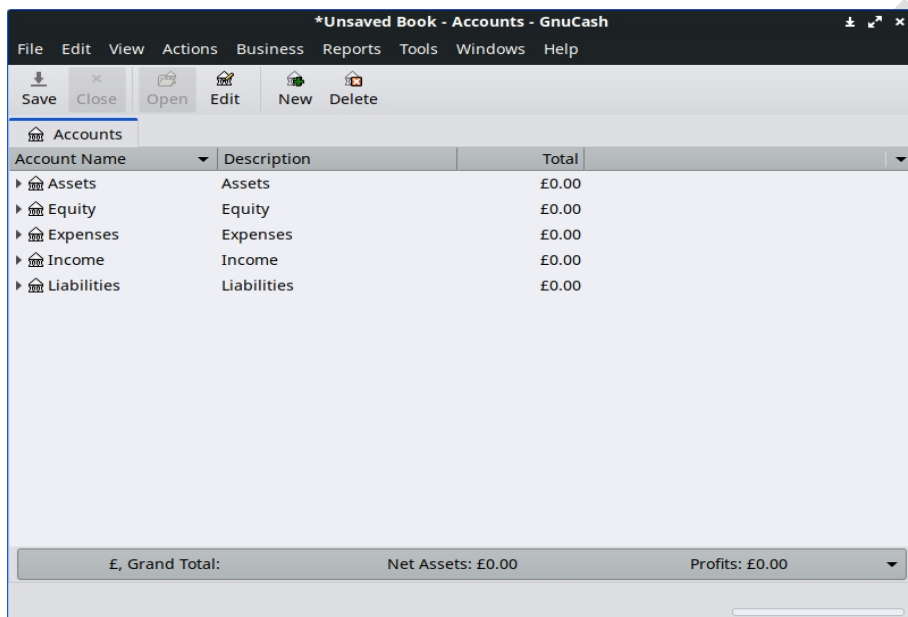 *Unsaved Book - Accounts - GnuCash
File Edit View Actions Business Reports Tools Windows Help
Save Close Open Edit New Delete
Accounts
Account Name Description Total
Assets Assets £0.00
Equity Equity £0.00
Expenses Expenses £0.00
Income Income £0.00
Liabilities Liabilities £0.00
£, Grand Total: Net Assets: £0.00 Profits: £0.00